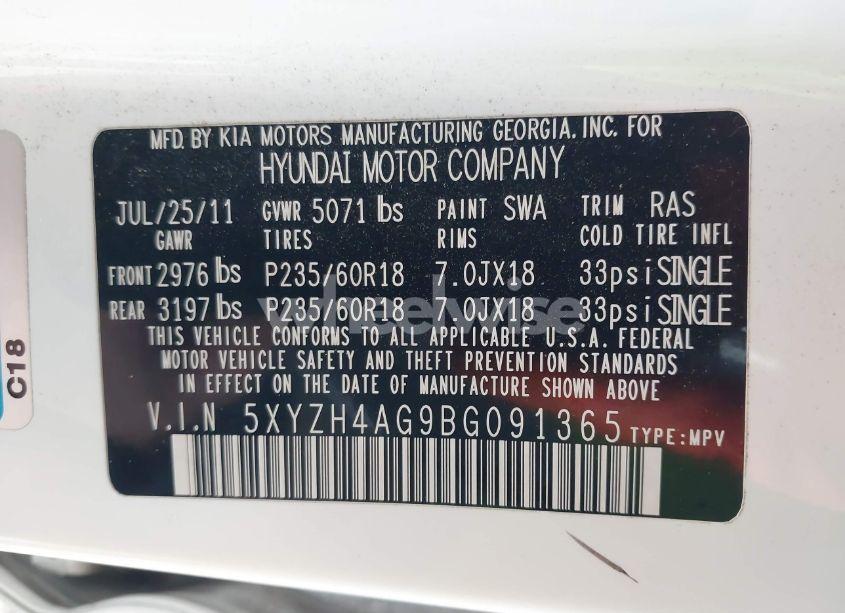 MFD. BY KIA MOTORS MANUFACTURING GEORGIA. INC. FOR
HYUNDAI MOTOR COMPANY
JUL/25/11 GVWR 5071 lbs PAINT SWA TRIM RAS
GAWR TIRES RIMS COLD TIRE INFL
FRONT 2976 lbs P235/60R18 7.0JX18 33psi SINGLE
REAR 3197 lbs P235/60R18 7.0JX18 33psi SINGLE
THIS VEHICLE CONFORMS TO ALL APPLICABLE U.S.A. FEDERAL
MOTOR VEHICLE SAFETY AND THEFT PREVENTION STANDARDS
IN EFFECT ON THE DATE OF MANUFACTURE SHOWN ABOVE
V.I.N 5XYZH4AG9BG091365 TYPE:MPV
C18
wheelwise